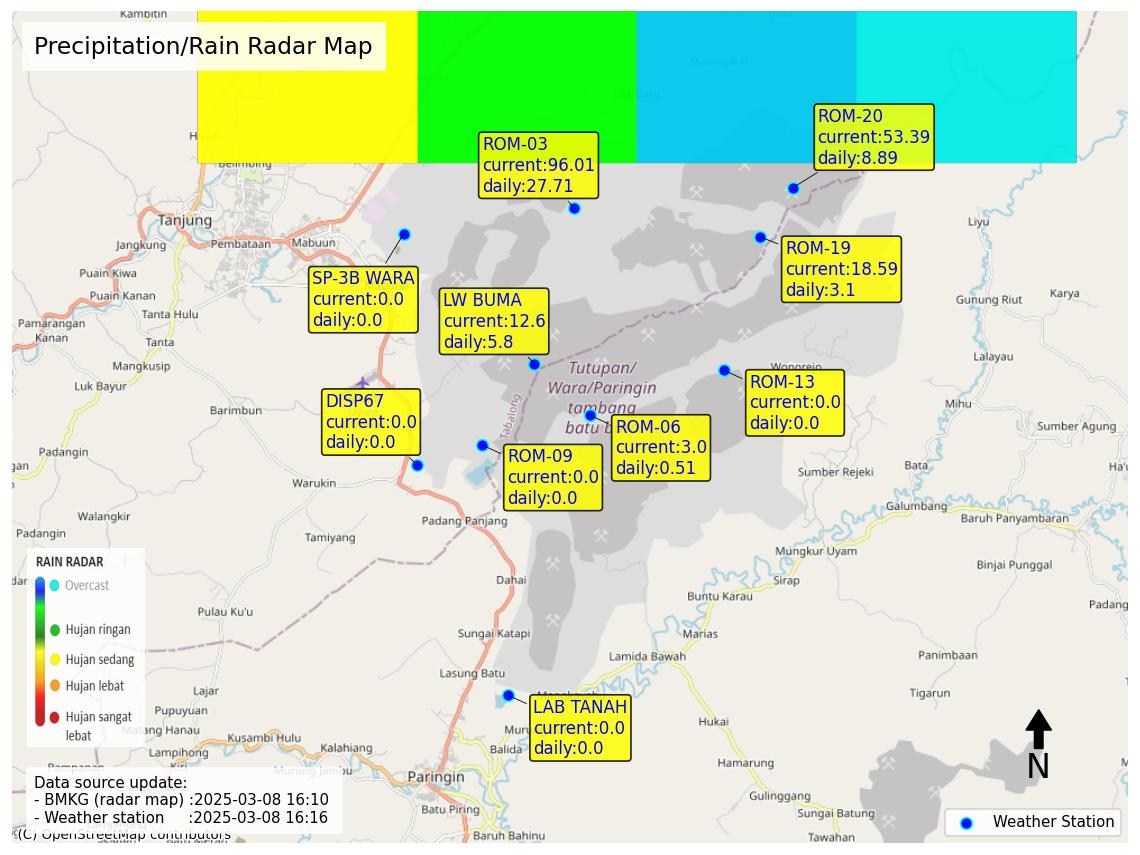 Kambitin
Precipitation/Rain Radar Map
Masingai II
Belimbing
ROM-20
current:53.39
daily:8.89
ROM-03
current:96.01
daily:27.71
Tanjung
Liyu
Jangkung
Pembataan
Mabuun
ROM-19
current:18.59
daily:3.1
Puain Kiwa
SP-3B WARA
current:0.0
daily:0.0
Puain Kanan
LW BUMA
current:12.6
daily:5.8
Gunung Riut
Karya
Tanta Hulu
Pamarangan
Kanan
Tanta
Lalayau
Mangkusip
Luk Bayur
Tutupan/
Wara/Paringin
tambang
Wonorejo
ROM-13
current:0.0
daily:0.0
DISP67
current:0.0
daily:0.0
Barimbun
Tabalong
Mihu
ROM-06
current:3.0
daily:0.51
Sumber Agung
Padangin
ROM-09
current:0.0
daily:0.0
Bata
Sumber Rejeki
Warukin
Galumbang
Walangkir
Padang Panjang
Baruh Panyambaran
Padangin
Tamiyang
Mungkur Uyam
Binjai Punggal
RAIN RADAR
Overcast
Hujan ringan
Hujan sedang
Hujan lebat
Hujan sangat
lebat
Dahai
Sirap
Buntu Karau
Pulau Ku'u
Sungai Katapi
Marias
Lamida Bawah
Panimbaan
Lasung Batu
Lajar
Tigarun
Pupuyuan
LAB TANAH
current:0.0
daily:0.0
Hukai
Matang Hanau
Kusambi Hulu
Kalahiang
Balida
Lampihong
Hamarung
N
Murung Jambu
Paringin
Gulinggang
Batu Piring
Sungai Batung
Data source update:
- BMKG (radar map) :2025-03-08 16:10
- Weather station :2025-03-08 16:16
Weather Station
(C) OpenStreetMap contributors
Baruh Bahinu
Tawahan